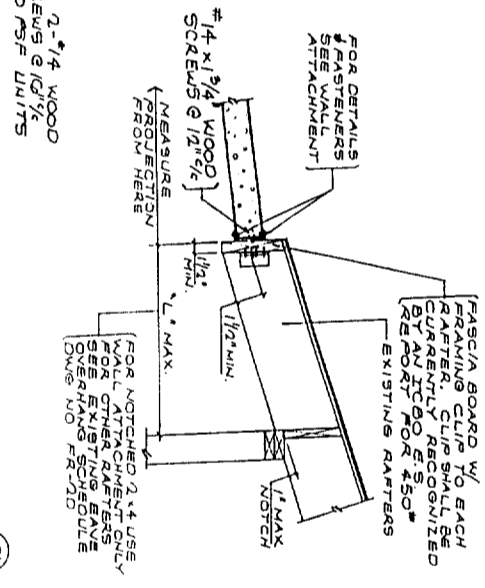 FOR DETAILS
& FASTENERS
SEE WALL
ATTACHMENT
#14 x 1 3/4" WOOD
SCREWS @ 12" c/c
MEASURE
PROJECTION
FROM HERE
2-#14 WOOD
EWS @ 10" c/c
PSF UNITS
FASCIA BOARD W/
FRAMING CLIP TO EACH
RAFTER. CLIP SHALL BE
CURRENTLY RECOGNIZED
BY AN ICBO E.S.
REPORT FOR 450#
EXISTING RAFTERS
1 1/2"
MIN.
1 1/2" MIN.
"L" MAX.
1" MAX
NOTCH
FOR NOTCHED 2x4 USE
WALL ATTACHMENT ONLY
FOR OTHER RAFTERS
SEE EXISTING EAVE
OVERHANG SCHEDULE
DWG NO FR-20